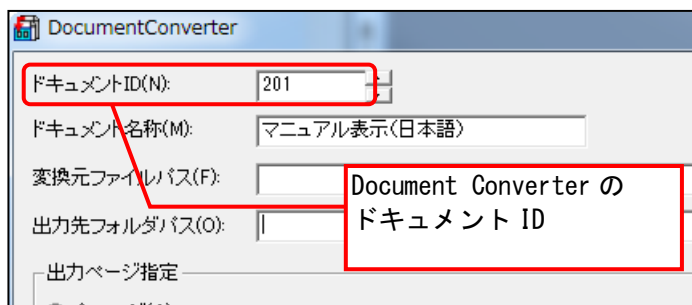 DocumentConverter
ドキュメントID(N):
201
ドキュメント名称(M):
マニュアル表示(日本語)
変換元ファイルパス(F):
出力先フォルダパス(O):
Document Converter の
ドキュメント ID
出力ページ指定